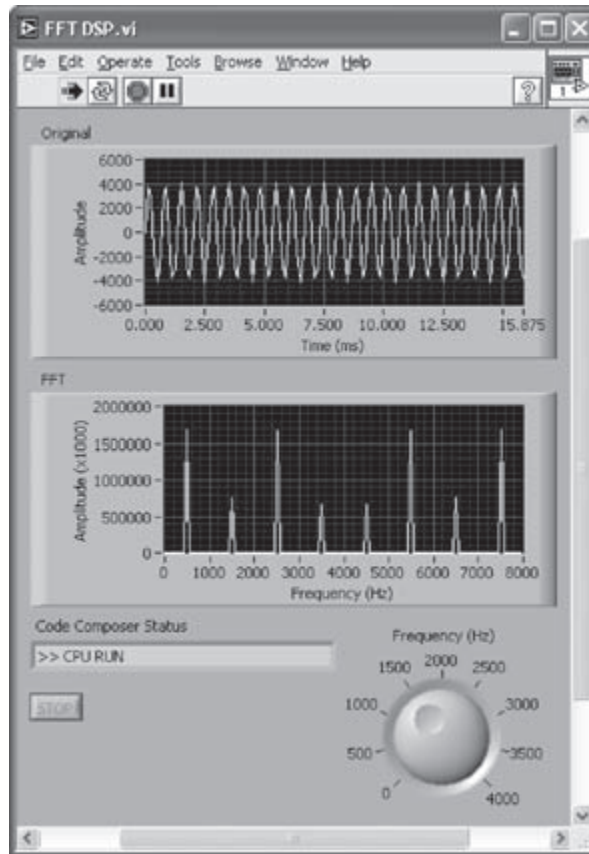 FFT DSP.vi
File Edit Operate Tools Browse Window Help
?
1
Original
6000
4000
2000
0
-2000
-4000
-6000
Amplitude
0.000 2.500 5.000 7.500 10.000 12.500 15.875
Time (ms)
FFT
2000000
1500000
1000000
500000
0
Amplitude (x1000)
0 1000 2000 3000 4000 5000 6000 7000 8000
Frequency (Hz)
Code Composer Status
>> CPU RUN
STOP
Frequency (Hz)
0
500
1000
1500
2000
2500
3000
3500
4000